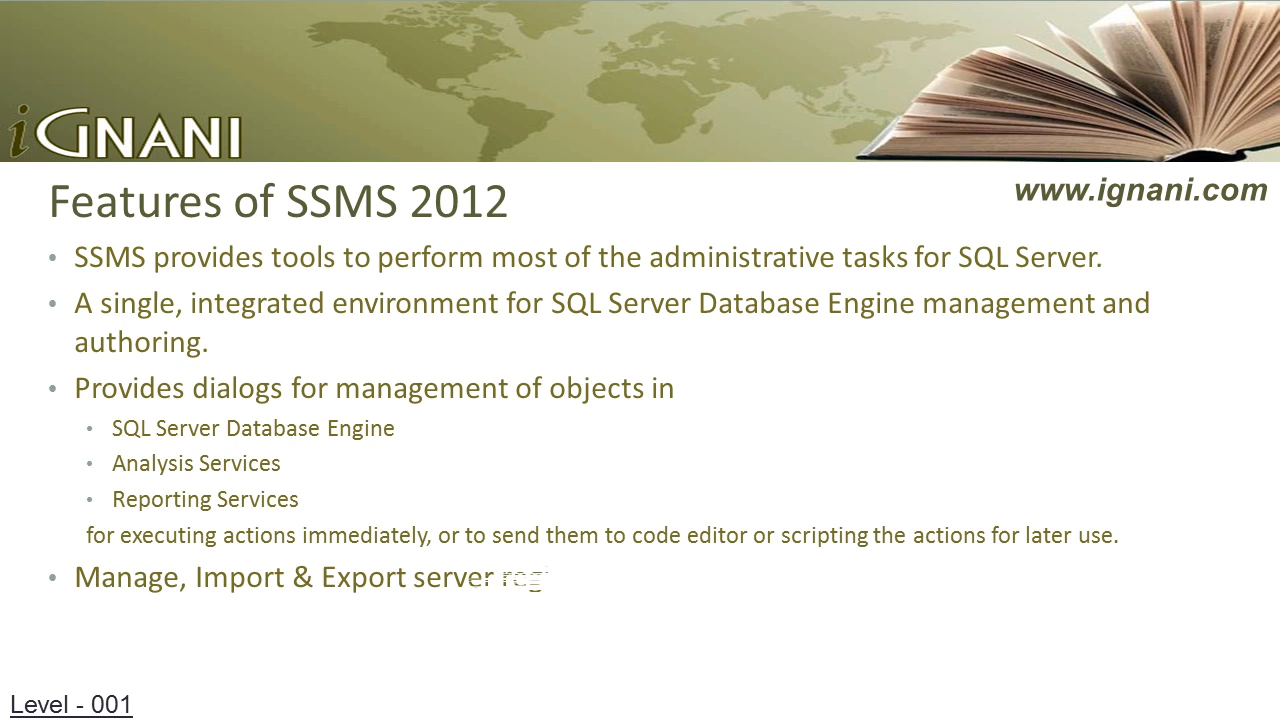 iGNANI
www.ignani.com
Features of SSMS 2012
• SSMS provides tools to perform most of the administrative tasks for SQL Server.
• A single, integrated environment for SQL Server Database Engine management and
authoring.
• Provides dialogs for management of objects in
• SQL Server Database Engine
• Analysis Services
• Reporting Services
for executing actions immediately, or to send them to code editor or scripting the actions for later use.
• Manage, Import & Export server
Level - 001